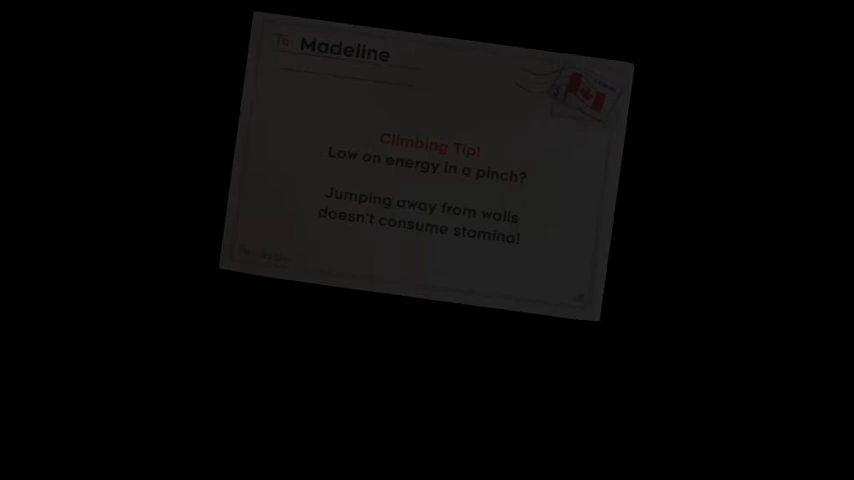 To Madeline
Climbing Tip!
Low on energy in a pinch?
Jumping away from walls
doesn't consume stamina!